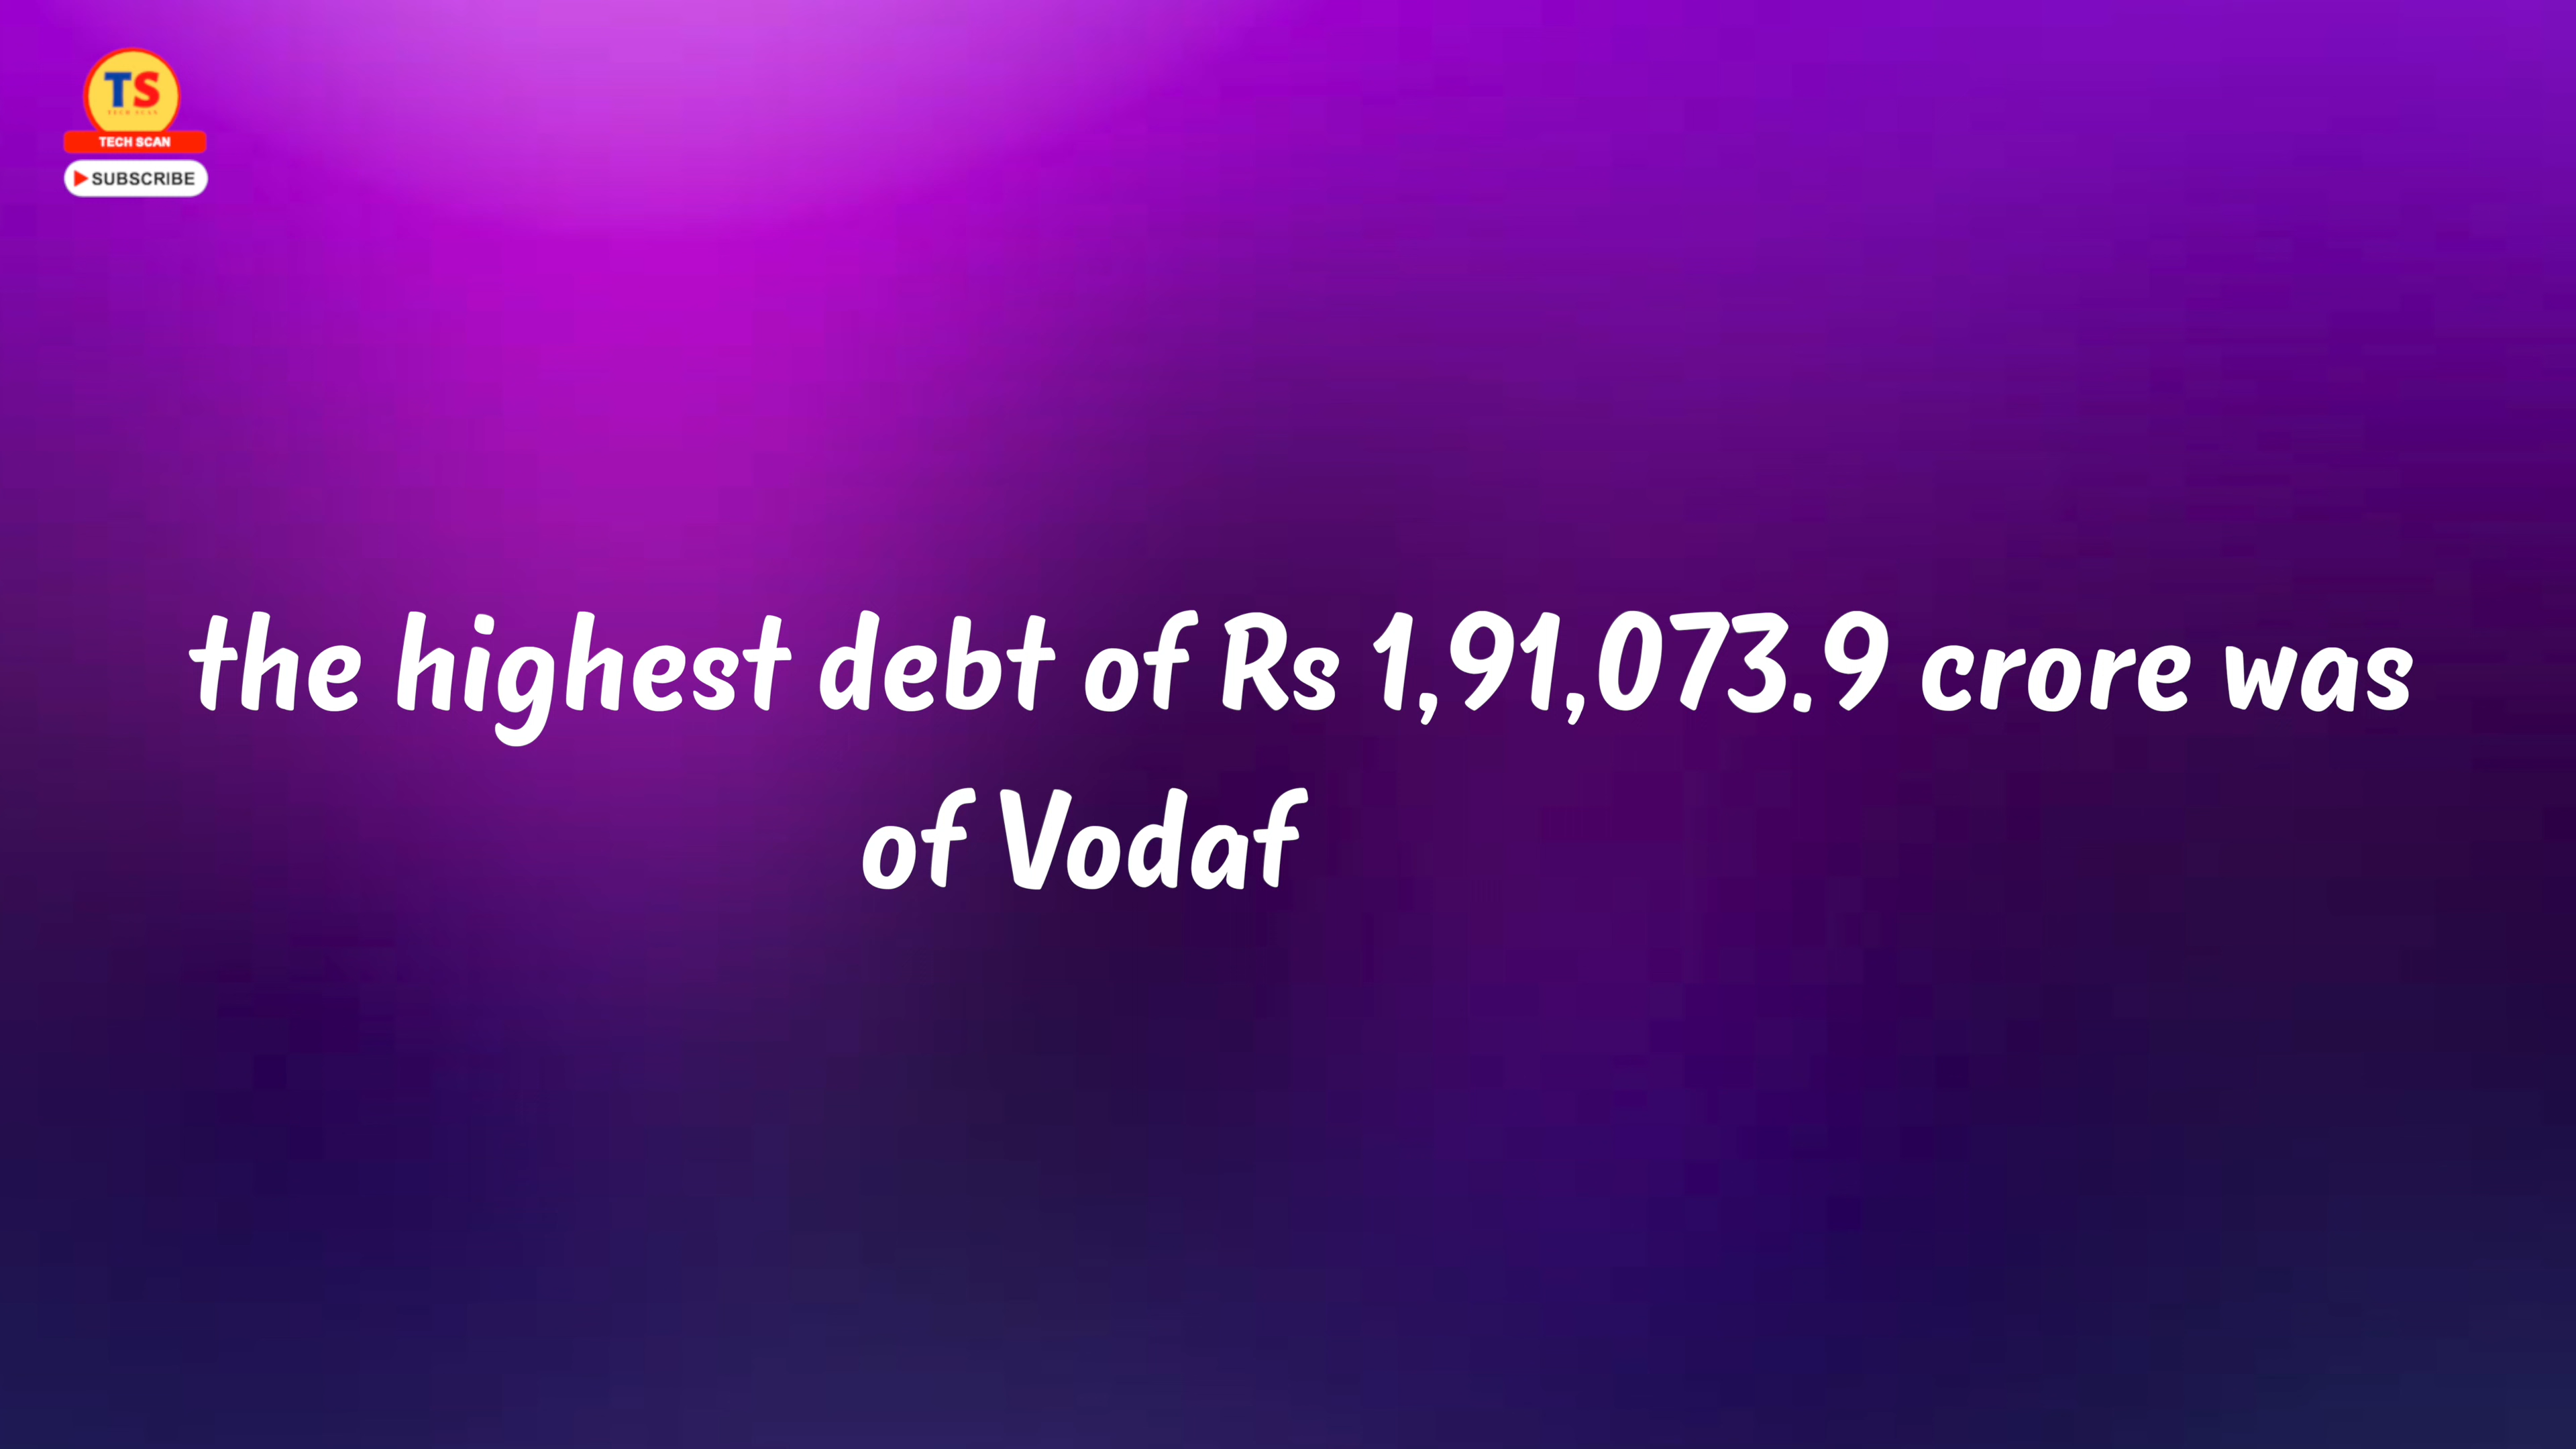 TS
TECH SCAN
SUBSCRIBE
the highest debt of Rs 1,91,073.9 crore was
of Vodaf